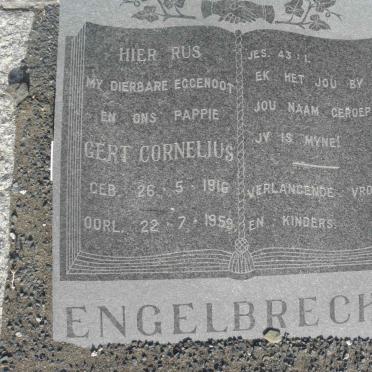 HIER RUS
MY DIERBARE EGGENOOT
EN ONS PAPPIE
GERT CORNELIUS
GEB. 26-5-1916
OORL. 22-7-1959
JES. 43:1.
EK HET JOU BY
JOU NAAM GEROEP
JY IS MYNE!
VERLANGENDE VRO
EN KINDERS.
ENGELBRECH